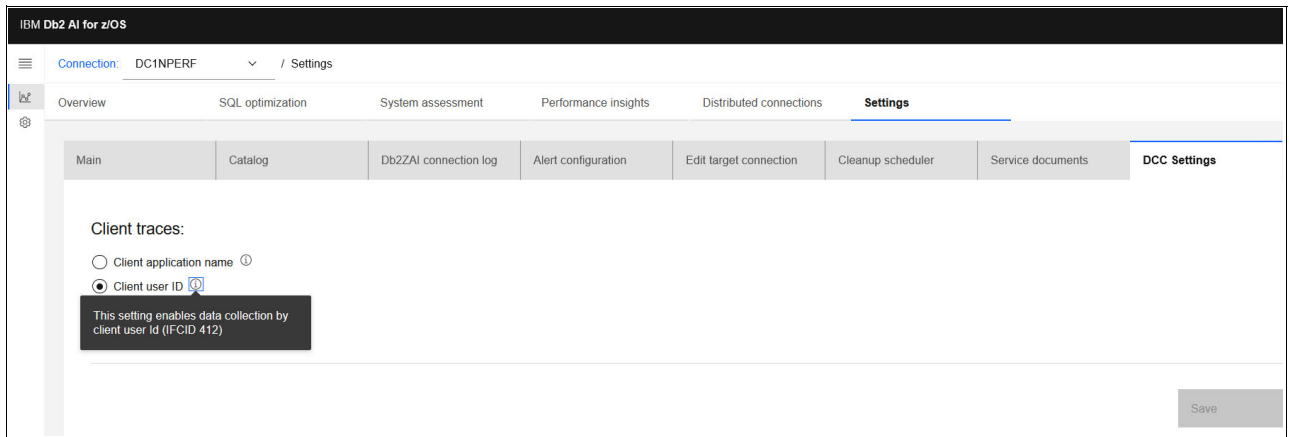 IBM Db2 AI for z/OS
Connection: DC1NPERF / Settings
Overview SQL optimization System assessment Performance insights Distributed connections Settings
Main Catalog Db2ZAI connection log Alert configuration Edit target connection Cleanup scheduler Service documents DCC Settings
Client traces:
Client application name
Client user ID
This setting enables data collection by
client user Id (IFCID 412)
Save